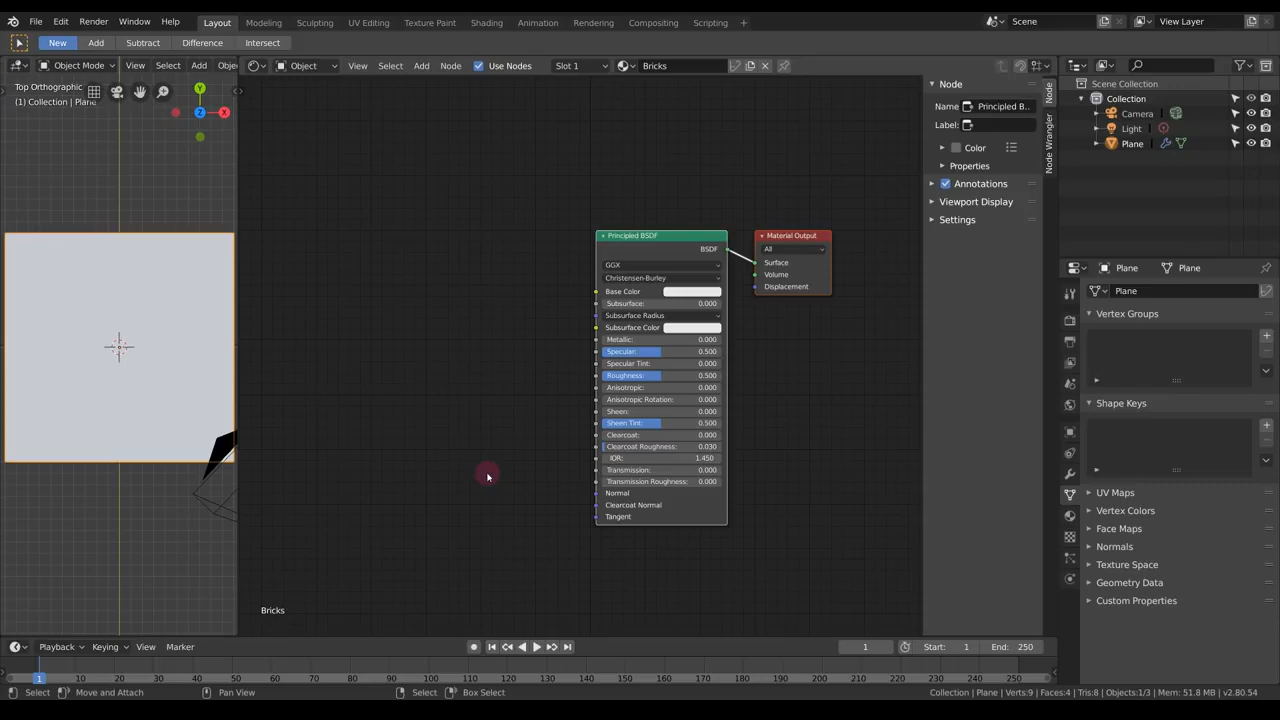 File Edit Render Window Help Layout Modeling Sculpting UV Editing Texture Paint Shading Animation Rendering Compositing Scripting + Scene View Layer
New Add Subtract Difference Intersect
Object Mode View Select Add Obje
Object View Select Add Node Use Nodes Slot 1 Bricks
Top Orthographic
(1) Collection | Plane
Y
Z
X
Principled BSDF
BSDF
GGX
Christensen-Burley
Base Color
Subsurface: 0.000
Subsurface Radius
Subsurface Color
Metallic: 0.000
Specular: 0.500
Specular Tint: 0.000
Roughness: 0.500
Anisotropic: 0.000
Anisotropic Rotation: 0.000
Sheen: 0.000
Sheen Tint: 0.500
Clearcoat: 0.000
Clearcoat Roughness: 0.030
IOR: 1.450
Transmission: 0.000
Transmission Roughness: 0.000
Normal
Clearcoat Normal
Tangent
Material Output
All
Surface
Volume
Displacement
Bricks
Node
Name Principled B..
Label:
Color
Properties
Annotations
Viewport Display
Settings
Node
Node Wrangler
Scene Collection
Collection
Camera
Light
Plane
Plane Plane
Plane
Vertex Groups
Shape Keys
UV Maps
Vertex Colors
Face Maps
Normals
Texture Space
Geometry Data
Custom Properties
Playback Keying View Marker 1 Start: 1 End: 250
1 10 20 30 40 50 60 70 80 90 100 110 120 130 140 150 160 170 180 190 200 210 220 230 240 250
Select Move and Attach Pan View Select Box Select Collection | Plane | Verts:9 | Faces:4 | Tris:8 | Objects:1/3 | Mem: 51.8 MB | v2.80.54